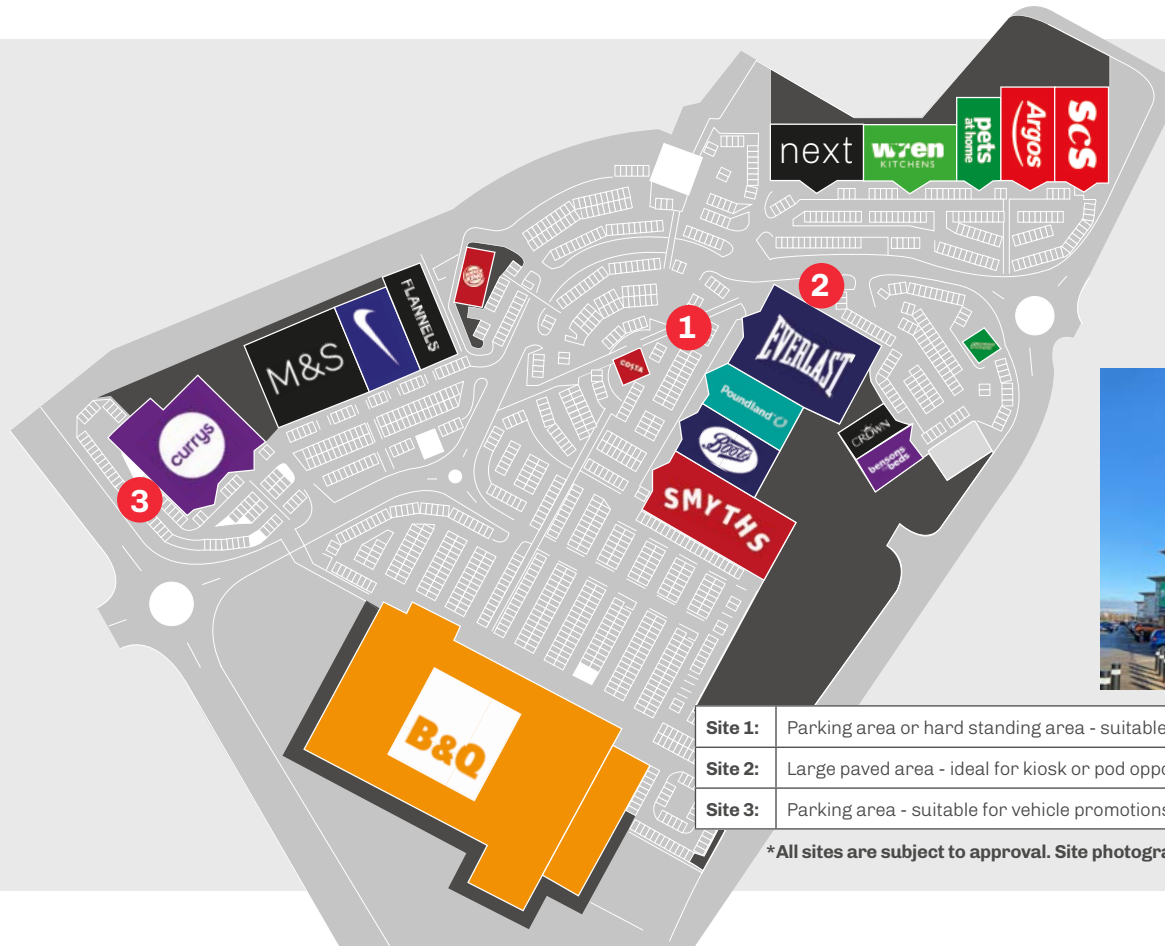 next
wren
KITCHENS
pets
at home
Argos
ScS
2
1
FLANNELS
M&S
currys
3
COSTA
EVERLAST
Poundland
Boots
CROWN
bensons
beds
SMYTHS
B&Q
Site 1: Parking area or hard standing area - suitable
Site 2: Large paved area - ideal for kiosk or pod oppo
Site 3: Parking area - suitable for vehicle promotions
*All sites are subject to approval. Site photogra